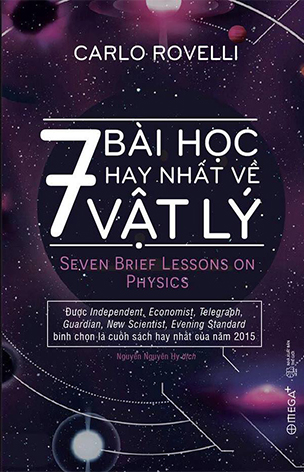 CARLO ROVELLI
7 BÀI HỌC
HAY NHẤT VỀ
VẬT LÝ
SEVEN BRIEF LESSONS ON
PHYSICS
Được Independent, Economist, Telegraph,
Guardian, New Scientist, Evening Standard
bình chọn là cuốn sách hay nhất của năm 2015
Nguyễn Nguyên Hy dịch
OMEGA+